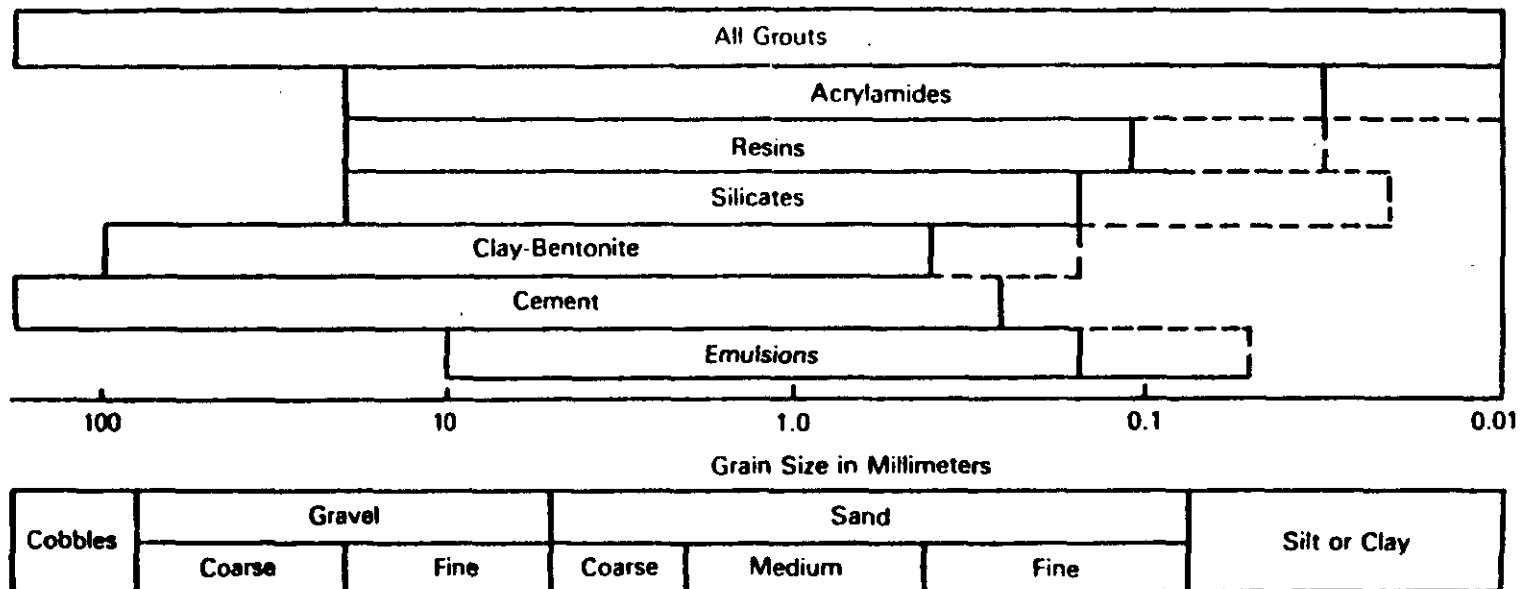 All Grouts
Acrylamides
Resins
Silicates
Clay-Bentonite
Cement
Emulsions
100 10 1.0 0.1 0.01
Grain Size in Millimeters
Cobbles Gravel Sand Silt or Clay
Coarse Fine Coarse Medium Fine